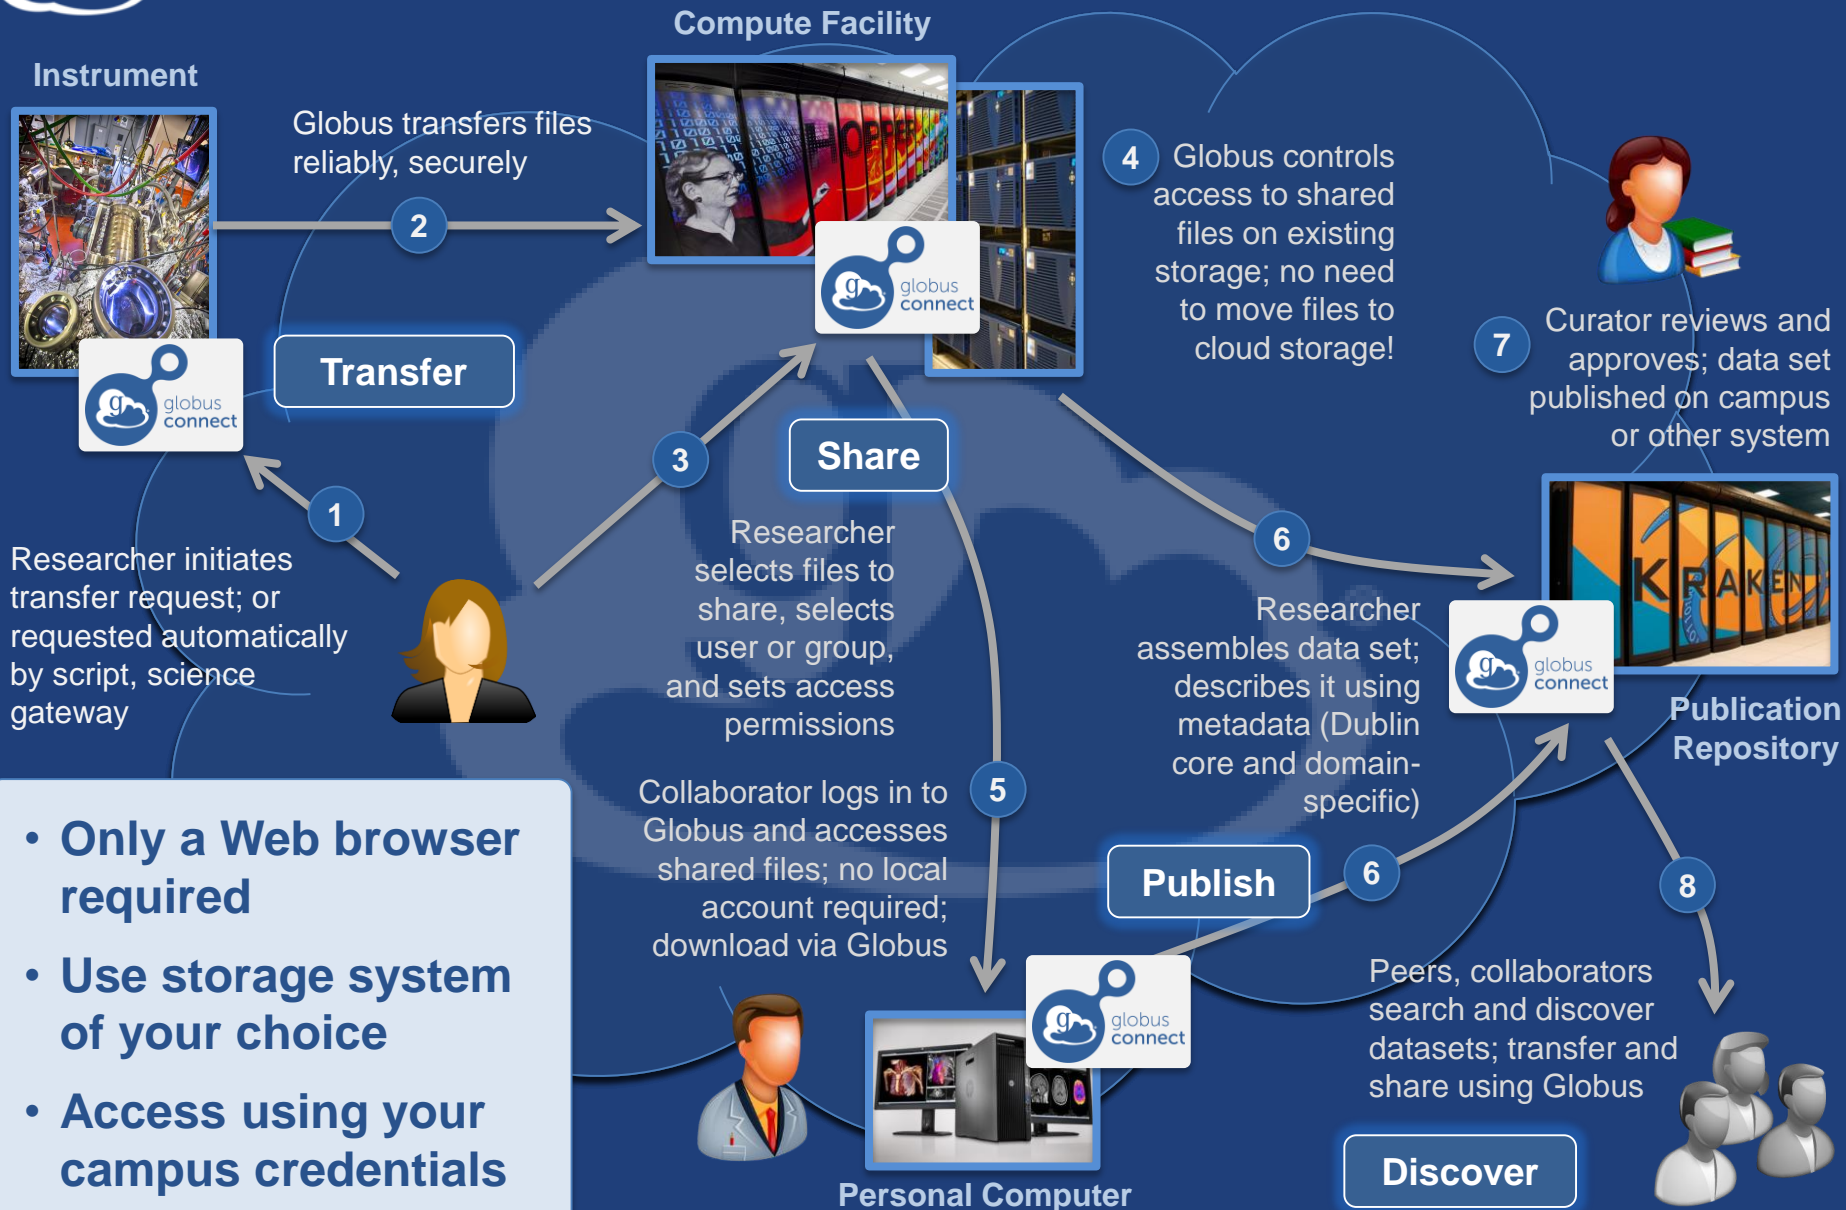 Compute Facility
Instrument
Globus transfers files
reliably, securely
2
HOPPER
globus
connect
4
Globus controls
access to shared
files on existing
storage; no need
to move files to
cloud storage!
7
Curator reviews and
approves; data set
published on campus
or other system
Transfer
globus
connect
3
Share
1
Researcher initiates
transfer request; or
requested automatically
by script, science
gateway
Researcher
selects files to
share, selects
user or group,
and sets access
permissions
6
Researcher
assembles data set;
describes it using
metadata (Dublin
core and domain-
specific)
KRAKEN
globus
connect
Publication
Repository
5
Collaborator logs in to
Globus and accesses
shared files; no local
account required;
download via Globus
Publish
6
8
• Only a Web browser
required
• Use storage system
of your choice
• Access using your
campus credentials
globus
connect
Personal Computer
Peers, collaborators
search and discover
datasets; transfer and
share using Globus
Discover